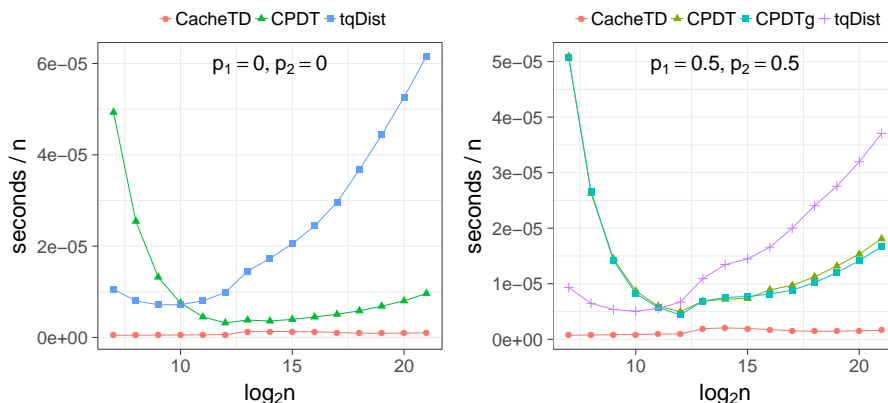 CacheTD CPDT tqDist
p₁ = 0, p₂ = 0
6e−05
4e−05
2e−05
0e+00
seconds / n
10 15 20
log₂n
CacheTD CPDT CPDTg tqDist
p₁ = 0.5, p₂ = 0.5
5e−05
4e−05
3e−05
2e−05
1e−05
0e+00
seconds / n
10 15 20
log₂n